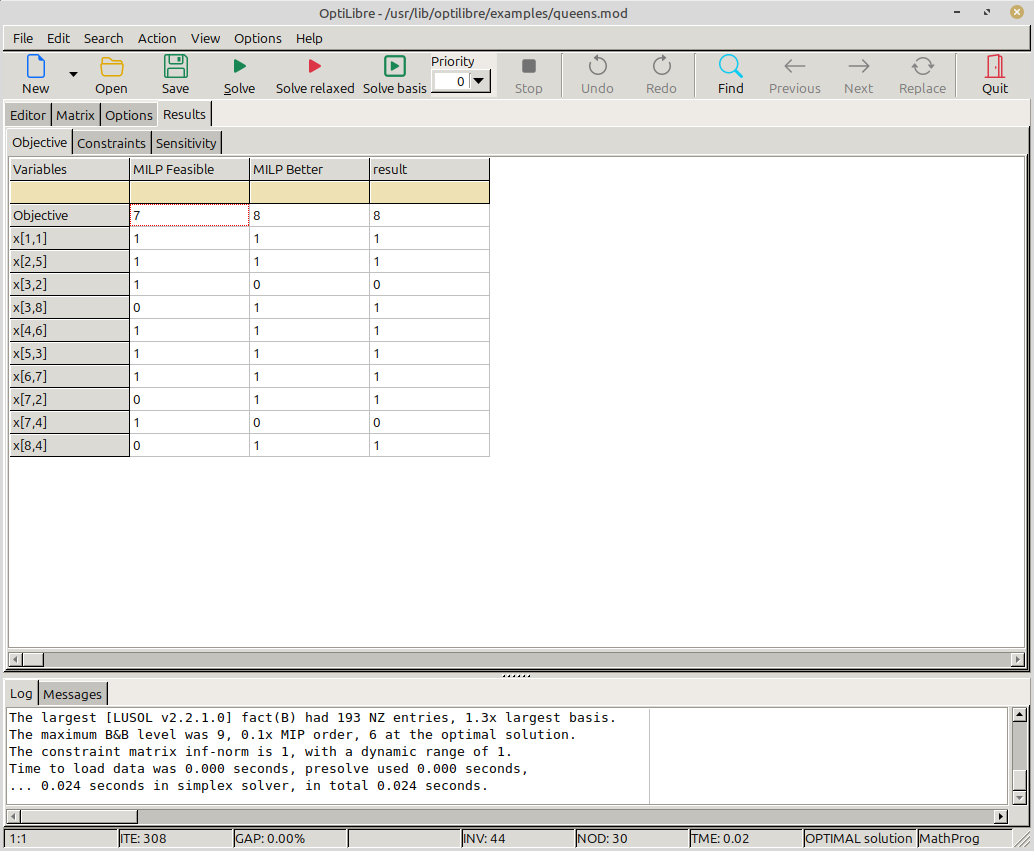 OptiLibre - /usr/lib/optilibre/examples/queens.mod
File Edit Search Action View Options Help
New Open Save Solve Solve relaxed Solve basis Priority 0 Stop Undo Redo Find Previous Next Replace Quit
Editor Matrix Options Results
Objective Constraints Sensitivity
Variables MILP Feasible MILP Better result
Objective 7 8 8
x[1,1] 1 1 1
x[2,5] 1 1 1
x[3,2] 1 0 0
x[3,8] 0 1 1
x[4,6] 1 1 1
x[5,3] 1 1 1
x[6,7] 1 1 1
x[7,2] 0 1 1
x[7,4] 1 0 0
x[8,4] 0 1 1
Log Messages
The largest [LUSOL v2.2.1.0] fact(B) had 193 NZ entries, 1.3x largest basis.
The maximum B&B level was 9, 0.1x MIP order, 6 at the optimal solution.
The constraint matrix inf-norm is 1, with a dynamic range of 1.
Time to load data was 0.000 seconds, presolve used 0.000 seconds,
... 0.024 seconds in simplex solver, in total 0.024 seconds.
1:1 ITE: 308 GAP: 0.00% INV: 44 NOD: 30 TME: 0.02 OPTIMAL solution MathProg